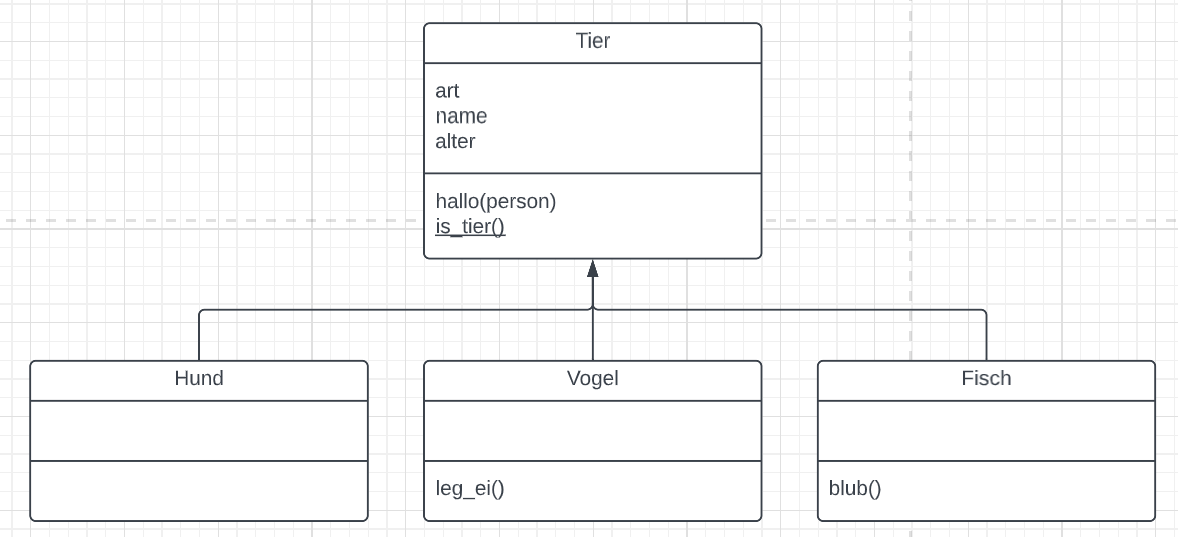 Tier
art
name
alter
hallo(person)
is_tier()
Hund
Vogel
leg_ei()
Fisch
blub()